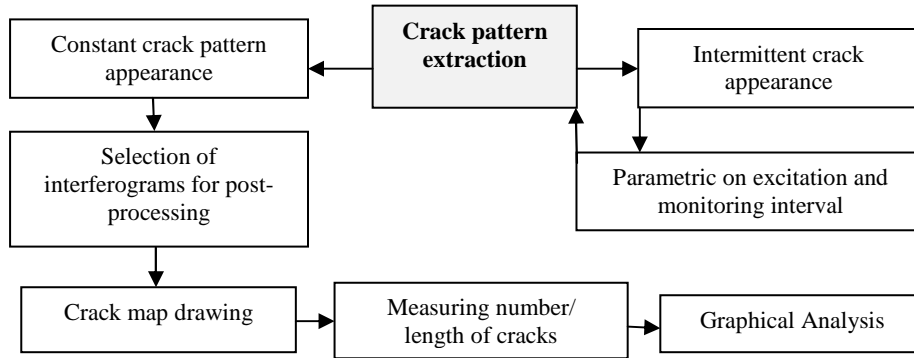 Constant crack pattern
appearance
Crack pattern
extraction
Intermittent crack
appearance
Selection of
interferograms for post-
processing
Parametric on excitation and
monitoring interval
Crack map drawing
Measuring number/
length of cracks
Graphical Analysis